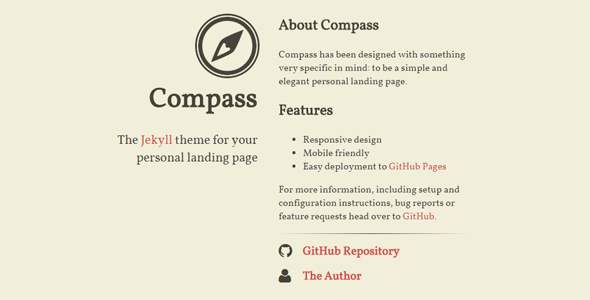 Compass
The Jekyll theme for your
personal landing page
About Compass
Compass has been designed with something
very specific in mind: to be a simple and
elegant personal landing page.
Features
• Responsive design
• Mobile friendly
• Easy deployment to GitHub Pages
For more information, including setup and
configuration instructions, bug reports or
feature requests head over to GitHub.
GitHub Repository
The Author